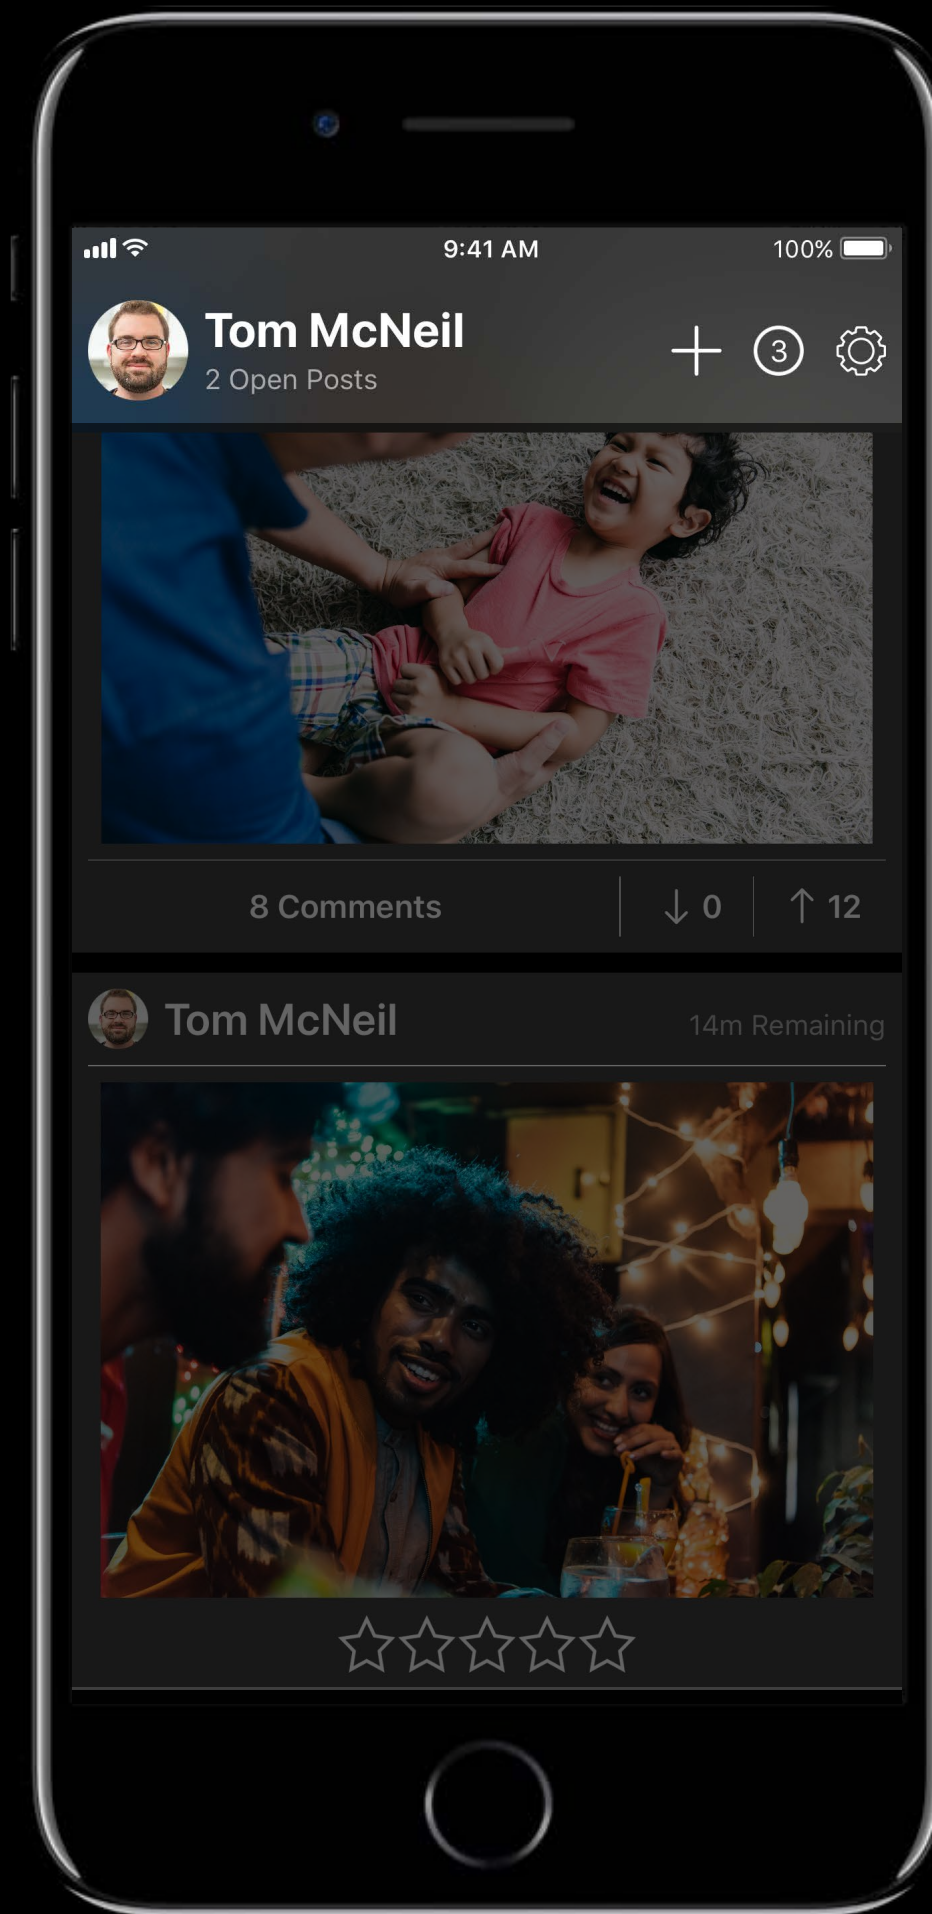 9:41 AM
100%
Tom McNeil
2 Open Posts
3
8 Comments
0
12
Tom McNeil
14m Remaining